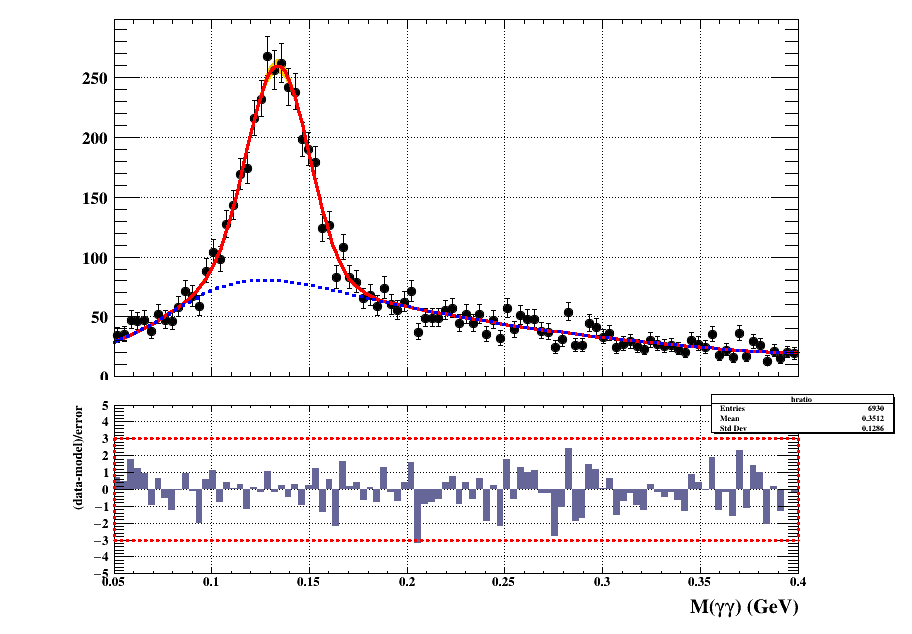 250
200
150
100
50
0
hratio
Entries 6930
Mean 0.3512
Std Dev 0.1286
(data-model)/error
5
4
3
2
1
0
−1
−2
−3
−4
−5
0.05 0.1 0.15 0.2 0.25 0.3 0.35 0.4
M(γγ) (GeV)